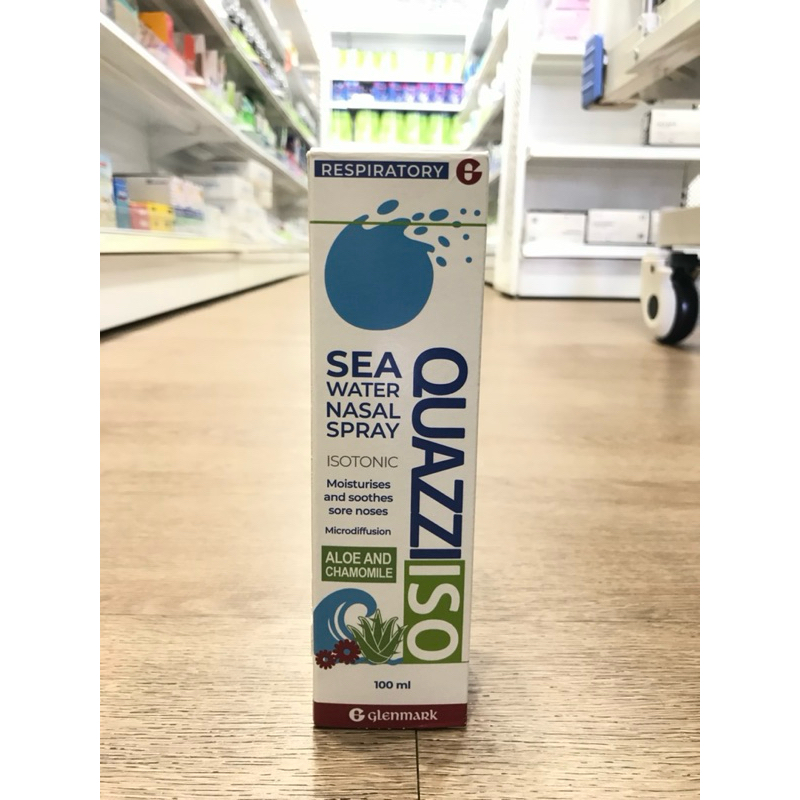 RESPIRATORY
SEA
WATER
NASAL
SPRAY
ISOTONIC
Moisturises
and soothes
sore noses
Microdiffusion
ALOE AND
CHAMOMILE
QUAZZI ISO
100 ml
glenmark